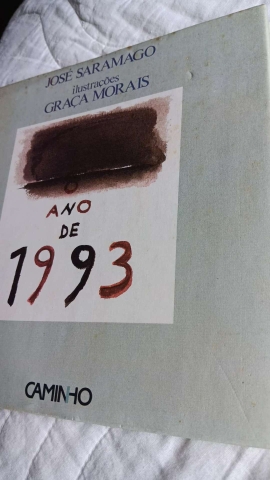 JOSÉ SARAMAGO
ilustrações
GRAÇA MORAIS
O
ANO
DE
1993
CAMINHO